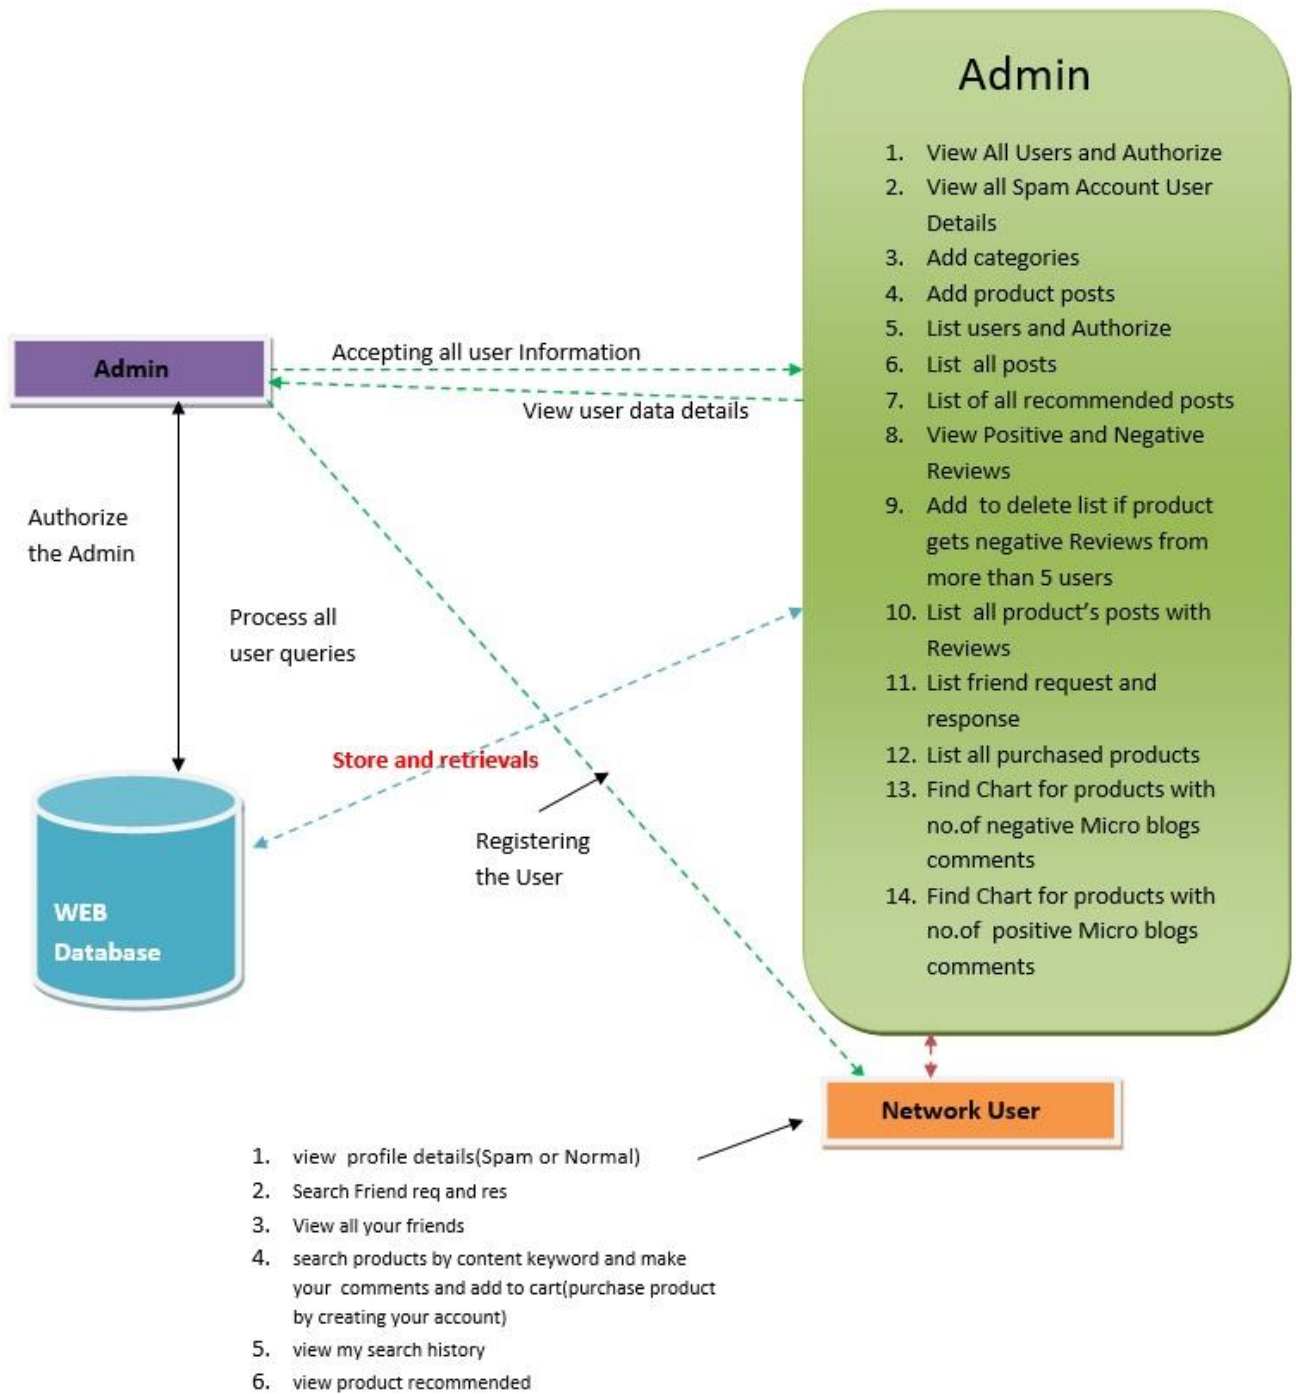 Admin
1. View All Users and Authorize
2. View all Spam Account User
Details
3. Add categories
4. Add product posts
5. List users and Authorize
6. List all posts
7. List of all recommended posts
8. View Positive and Negative
Reviews
9. Add to delete list if product
gets negative Reviews from
more than 5 users
10. List all product's posts with
Reviews
11. List friend request and
response
12. List all purchased products
13. Find Chart for products with
no.of negative Micro blogs
comments
14. Find Chart for products with
no.of positive Micro blogs
comments
Admin
Accepting all user Information
View user data details
Authorize
the Admin
Process all
user queries
Store and retrievals
Registering
the User
WEB
Database
Network User
1. view profile details(Spam or Normal)
2. Search Friend req and res
3. View all your friends
4. search products by content keyword and make
your comments and add to cart(purchase product
by creating your account)
5. view my search history
6. view product recommended